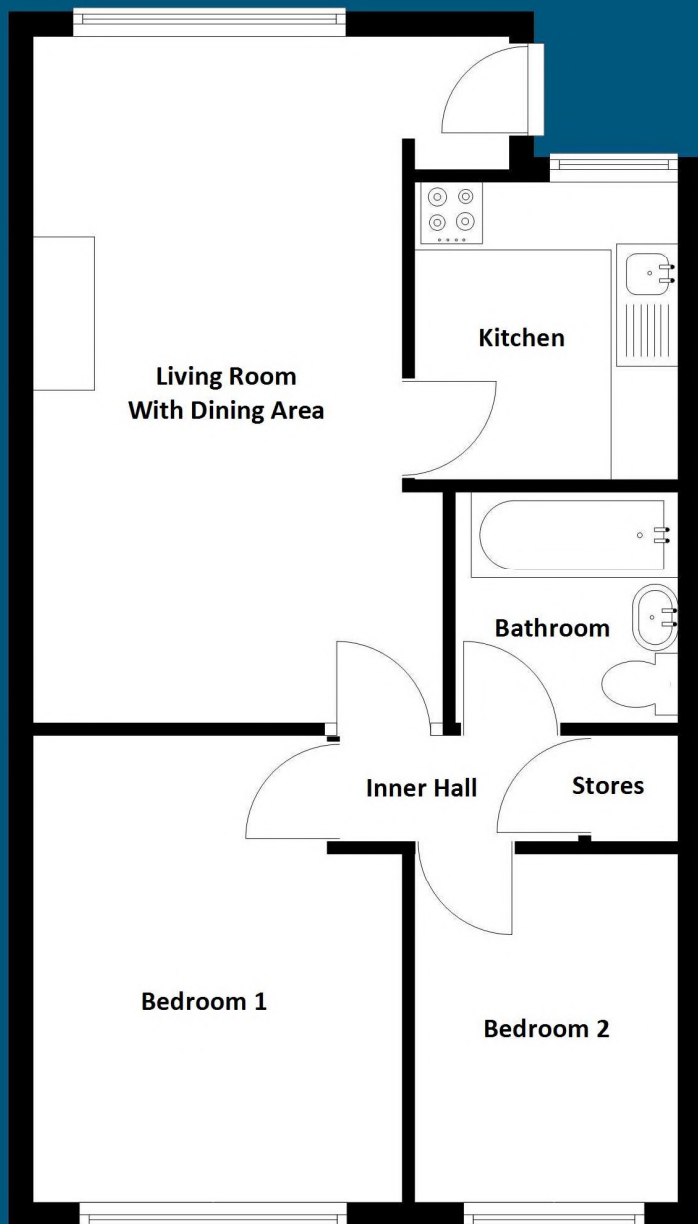 Kitchen
Living Room
With Dining Area
Bathroom
Inner Hall
Stores
Bedroom 1
Bedroom 2